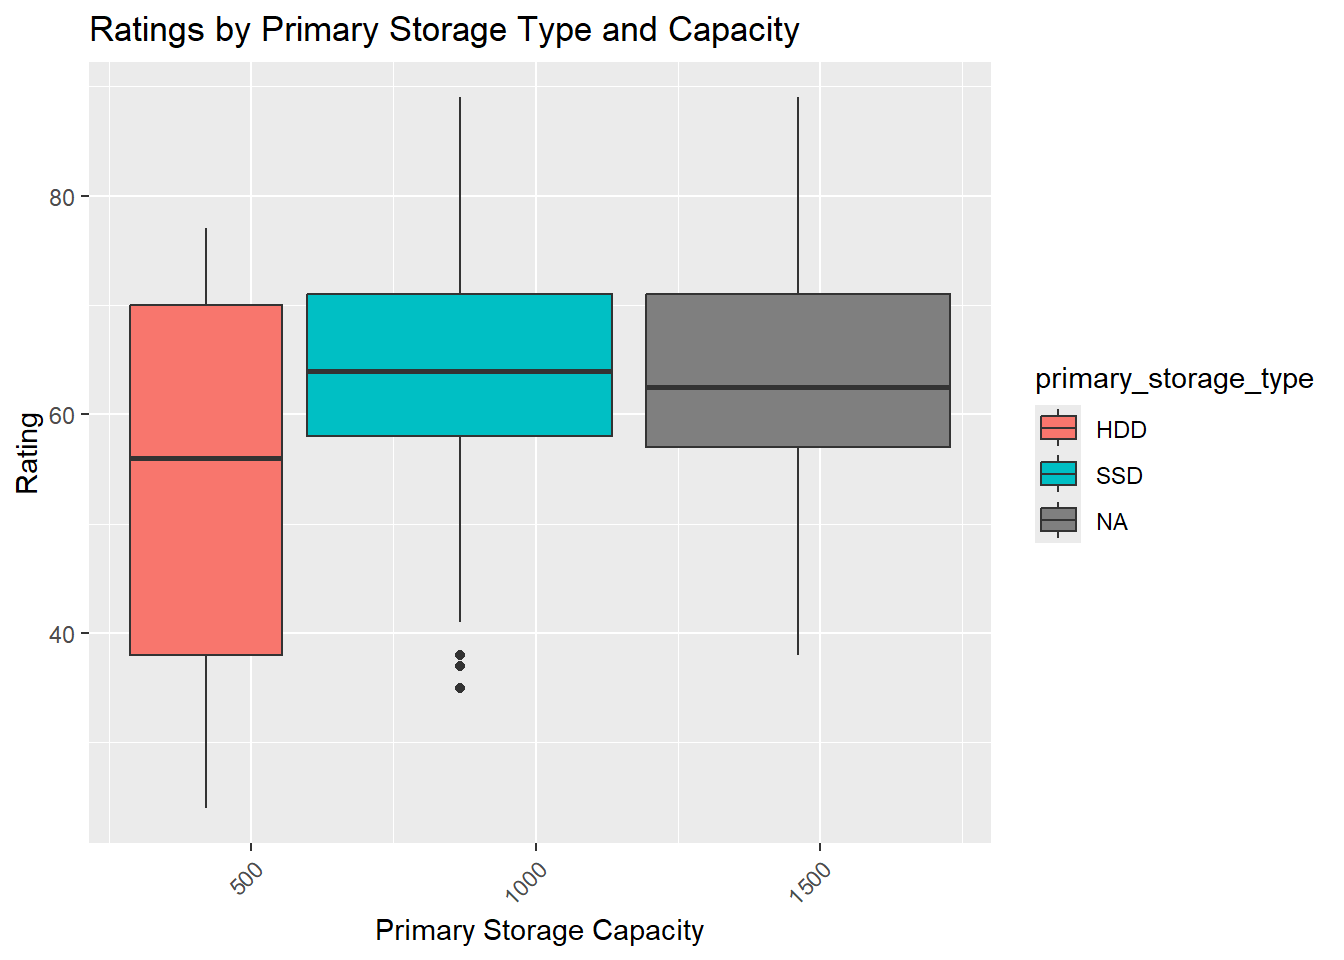 Ratings by Primary Storage Type and Capacity
Rating
80
60
40
500
1000
1500
Primary Storage Capacity
primary_storage_type
HDD
SSD
NA